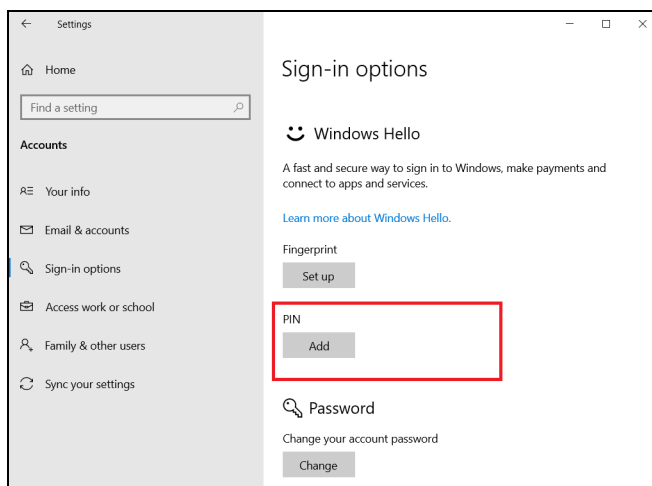 Settings
Home
Find a setting
Accounts
Your info
Email & accounts
Sign-in options
Access work or school
Family & other users
Sync your settings
Sign-in options
Windows Hello
A fast and secure way to sign in to Windows, make payments and
connect to apps and services.
Learn more about Windows Hello.
Fingerprint
Set up
PIN
Add
Password
Change your account password
Change